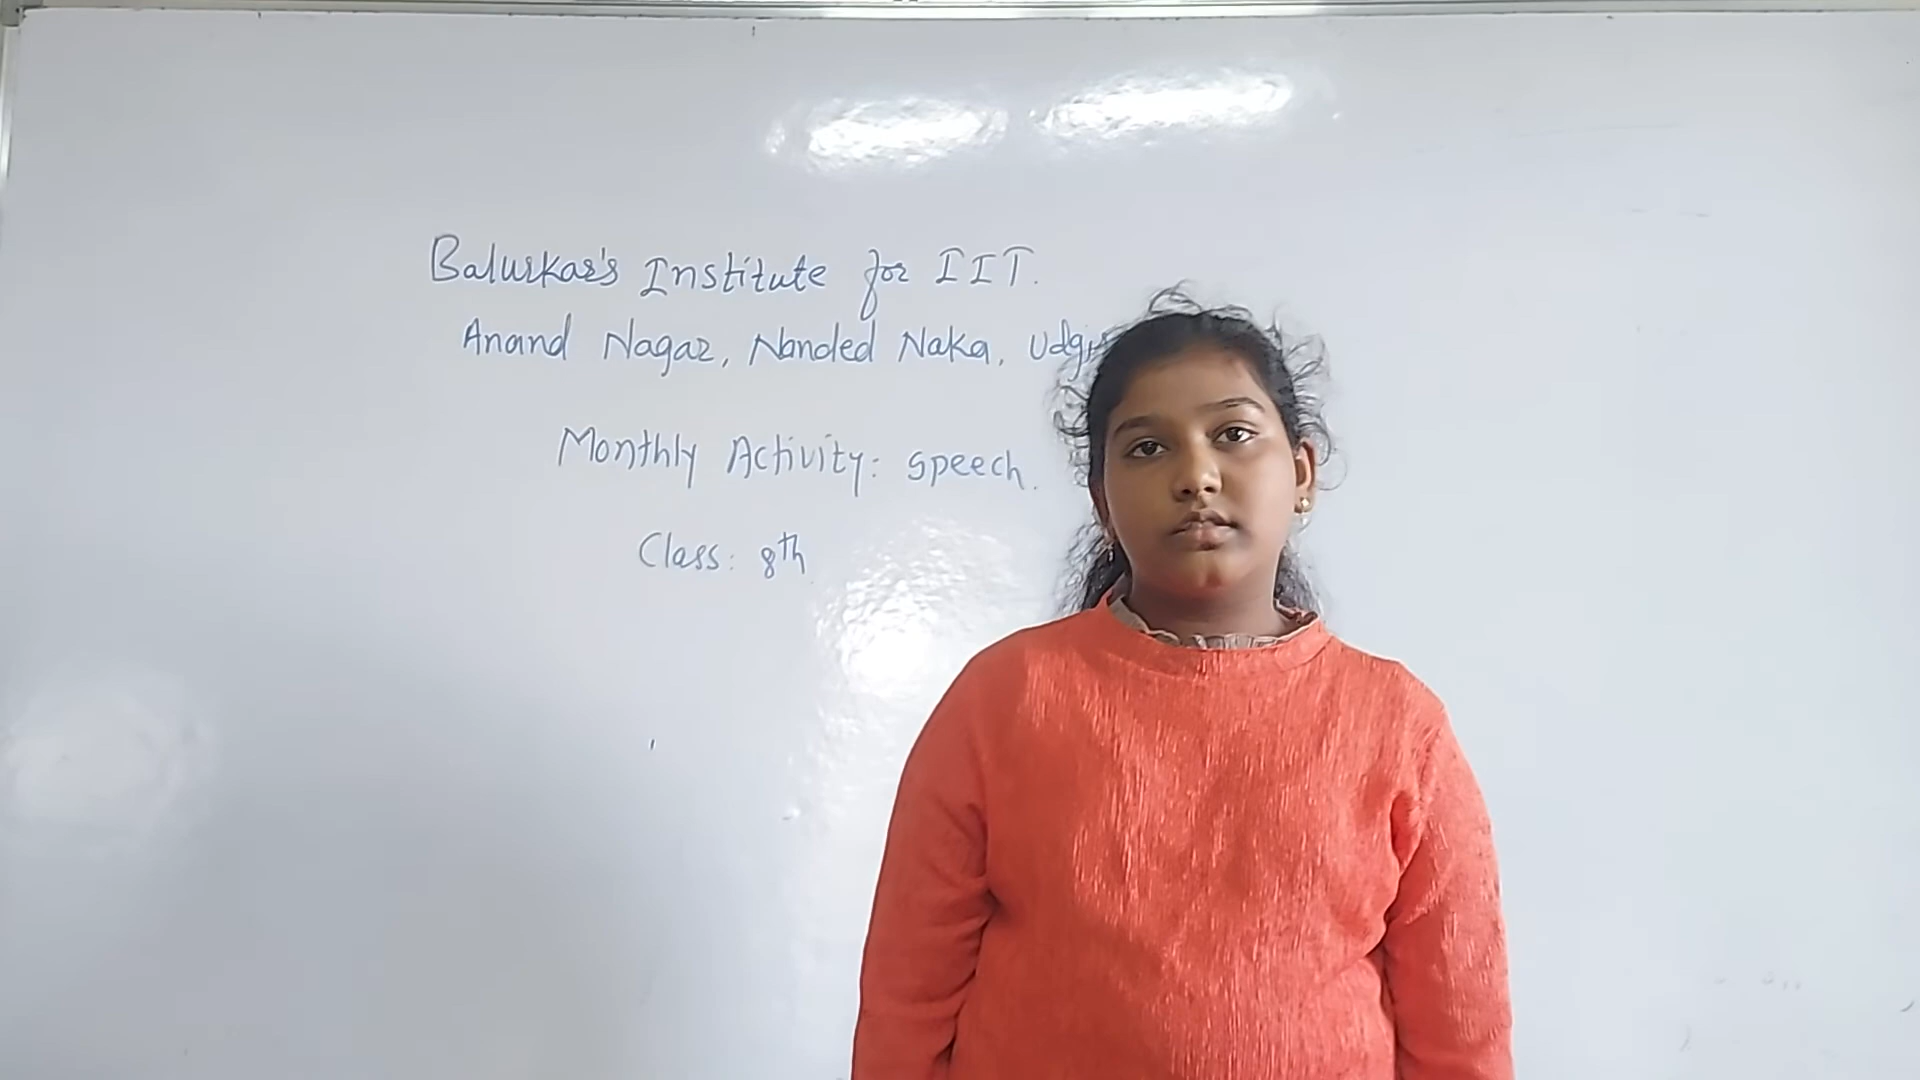 Balurkar's Institute for IIT.
Anand Nagar, Nanded Naka,
Monthly Activity: Speech.
Class: 8th